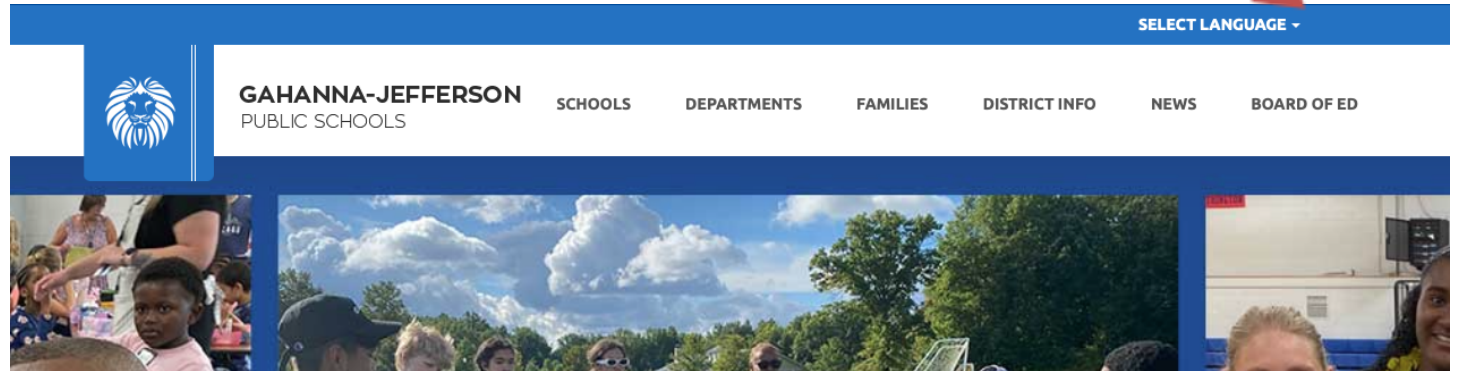 SELECT LANGUAGE
GAHANNA-JEFFERSON
PUBLIC SCHOOLS
SCHOOLS DEPARTMENTS FAMILIES DISTRICT INFO NEWS BOARD OF ED